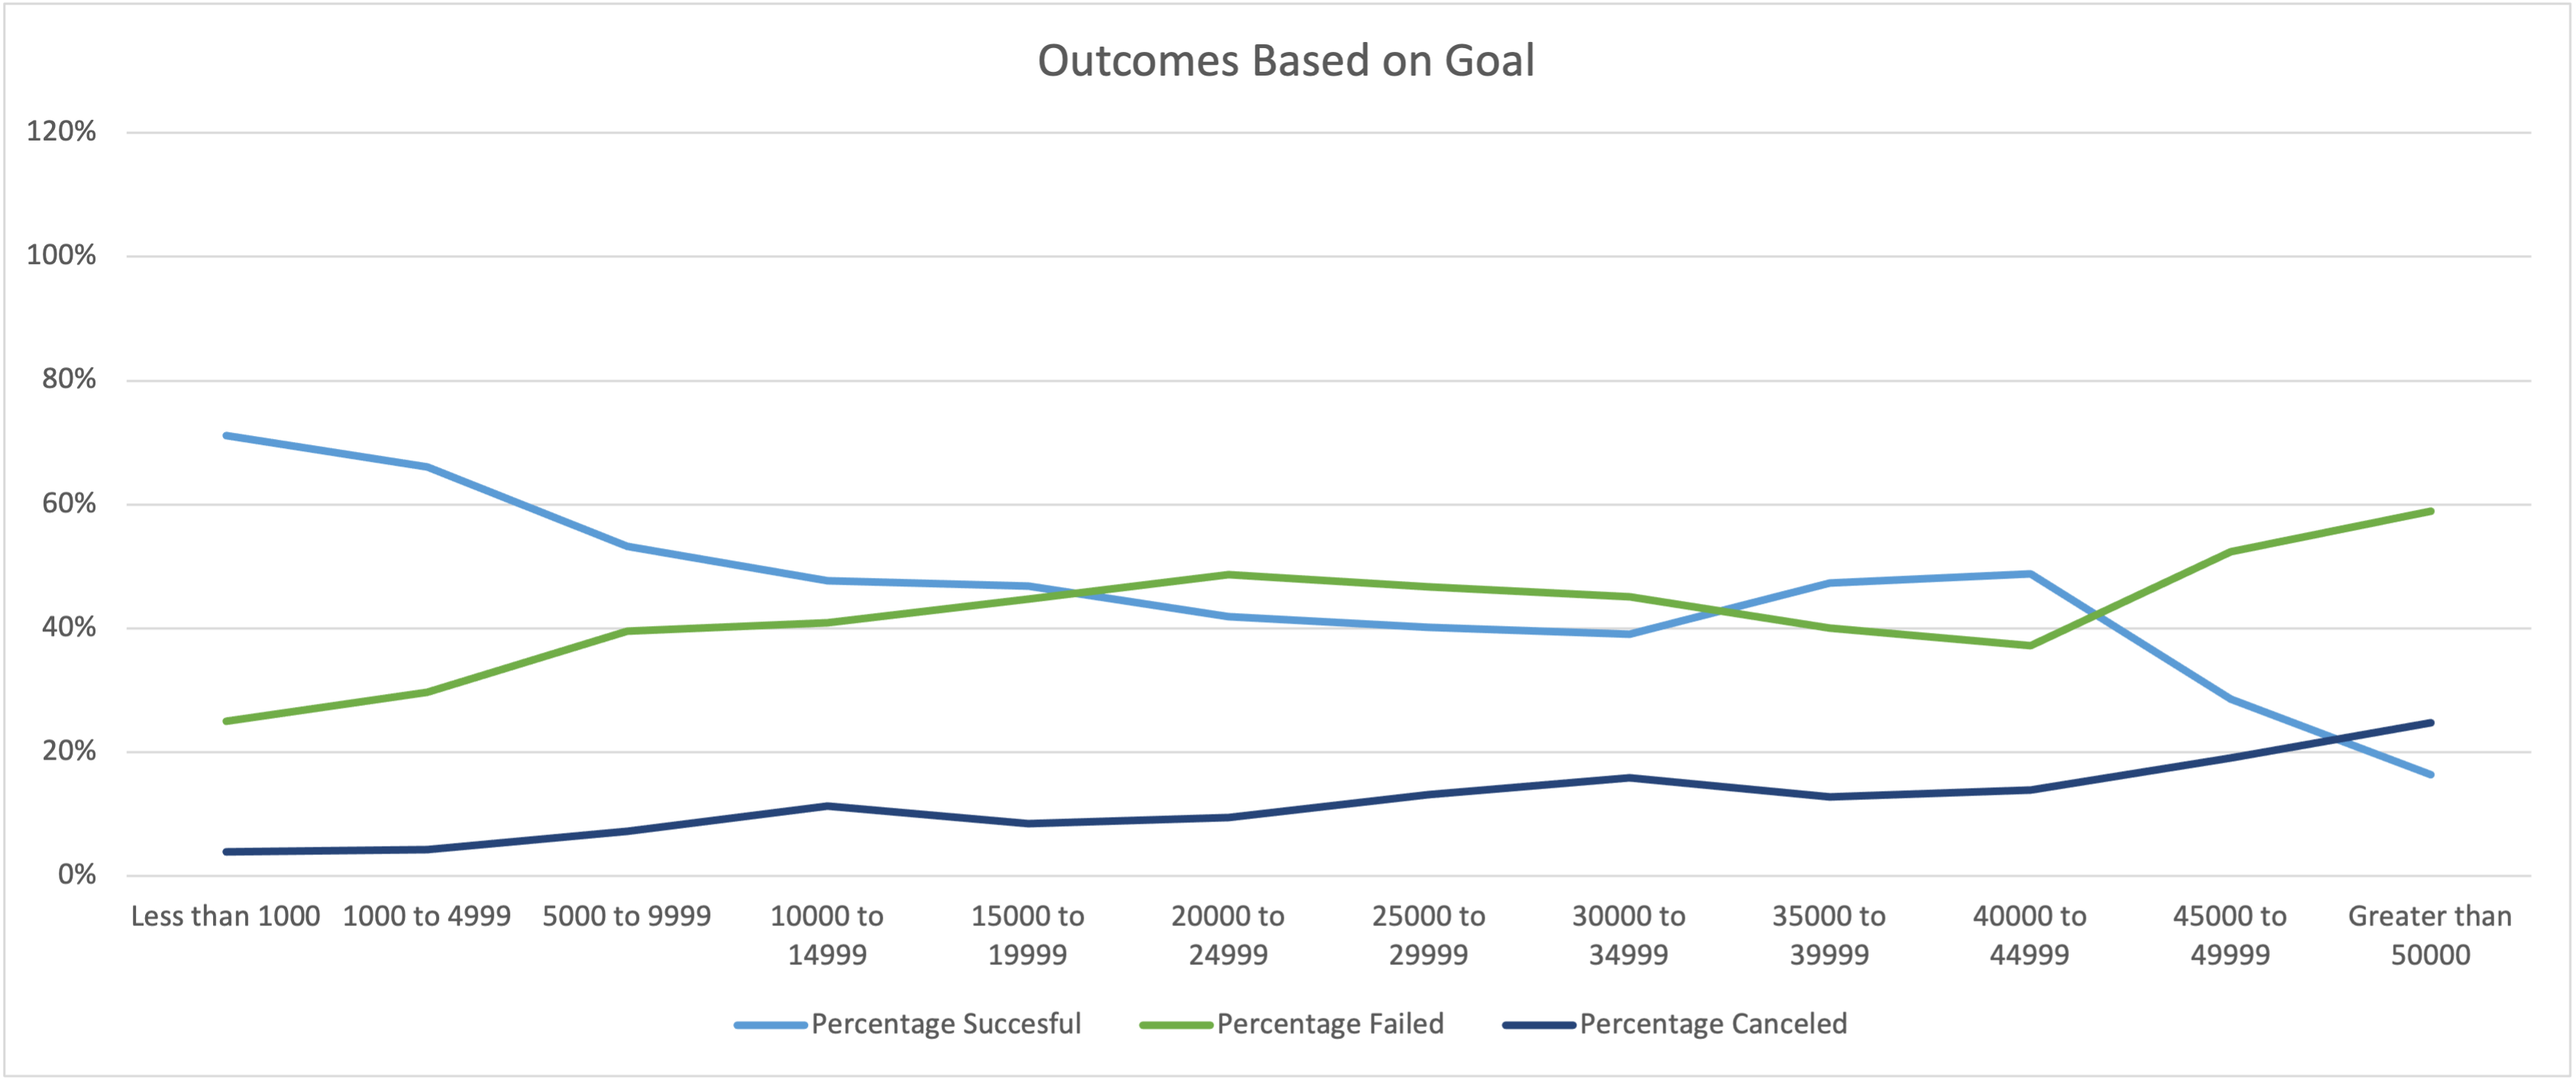 Outcomes Based on Goal
120%
100%
80%
60%
40%
20%
0%
Less than 1000
1000 to 4999
5000 to 9999
10000 to
14999
15000 to
19999
20000 to
24999
25000 to
29999
30000 to
34999
35000 to
39999
40000 to
44999
45000 to
49999
Greater than
50000
Percentage Succesful
Percentage Failed
Percentage Canceled